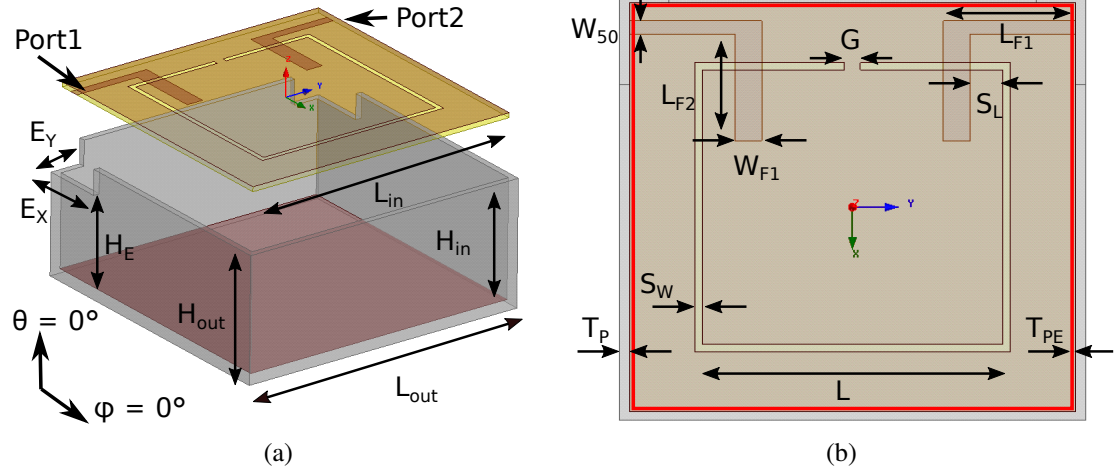 Port1
Port2
Z
Y
X
E_Y
E_X
H_E
L_in
H_in
H_out
L_out
θ = 0°
φ = 0°
(a)
W_50
G
L_F1
L_F2
S_L
W_F1
Z
Y
X
S_W
T_P
T_PE
L
(b)